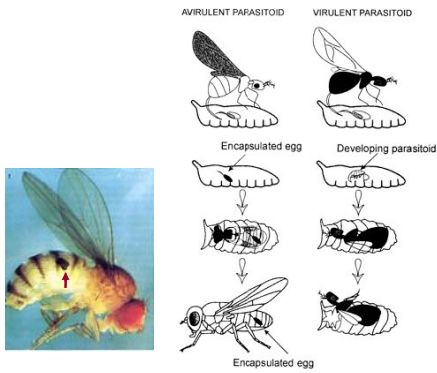 AVIRULENT PARASITOID
VIRULENT PARASITOID
Encapsulated egg
Developing parasitoid
Encapsulated egg